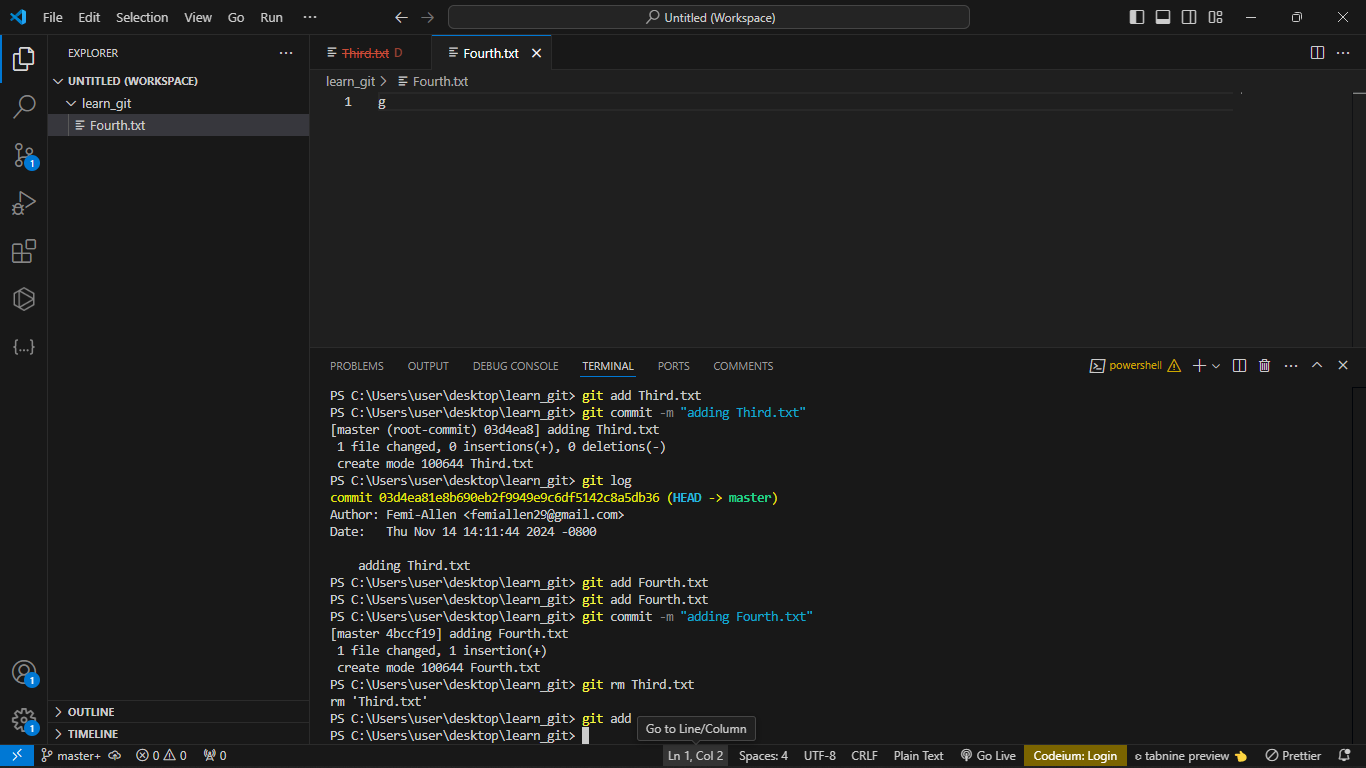 File Edit Selection View Go Run ···
Untitled (Workspace)
EXPLORER
UNTITLED (WORKSPACE)
learn_git
Fourth.txt
1
Third.txt D
Fourth.txt
learn_git > Fourth.txt
1 g
PROBLEMS OUTPUT DEBUG CONSOLE TERMINAL PORTS COMMENTS
powershell
PS C:\Users\user\desktop\learn_git> git add Third.txt
PS C:\Users\user\desktop\learn_git> git commit -m "adding Third.txt"
[master (root-commit) 03d4ea8] adding Third.txt
 1 file changed, 0 insertions(+), 0 deletions(-)
 create mode 100644 Third.txt
PS C:\Users\user\desktop\learn_git> git log
commit 03d4ea81e8b690eb2f9949e9c6df5142c8a5db36 (HEAD -> master)
Author: Femi-Allen <femiallen29@gmail.com>
Date:   Thu Nov 14 14:11:44 2024 -0800
    adding Third.txt
PS C:\Users\user\desktop\learn_git> git add Fourth.txt
PS C:\Users\user\desktop\learn_git> git add Fourth.txt
PS C:\Users\user\desktop\learn_git> git commit -m "adding Fourth.txt"
[master 4bccf19] adding Fourth.txt
 1 file changed, 1 insertion(+)
 create mode 100644 Fourth.txt
PS C:\Users\user\desktop\learn_git> git rm Third.txt
rm 'Third.txt'
PS C:\Users\user\desktop\learn_git> git add
PS C:\Users\user\desktop\learn_git>
Go to Line/Column
1
1
OUTLINE
TIMELINE
master+ 0 0 0 Ln 1, Col 2 Spaces: 4 UTF-8 CRLF Plain Text Go Live Codeium: Login tabnine preview Prettier